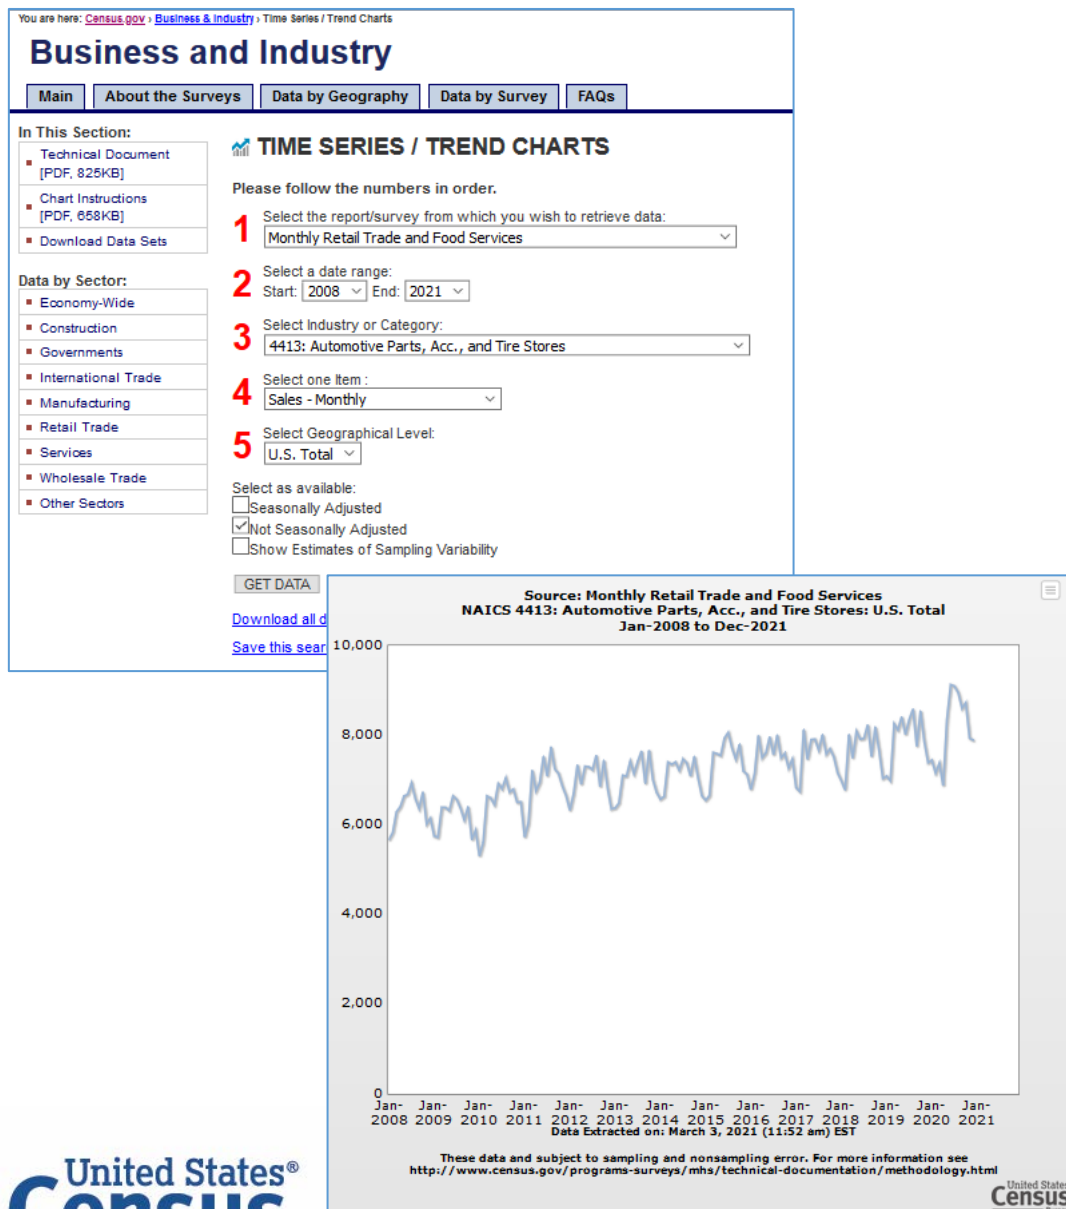 You are here: Census.gov › Business & Industry › Time Series / Trend Charts
Business and Industry
Main
About the Surveys
Data by Geography
Data by Survey
FAQs
In This Section:
Technical Document
[PDF, 825KB]
Chart Instructions
[PDF, 658KB]
Download Data Sets
Data by Sector:
Economy-Wide
Construction
Governments
International Trade
Manufacturing
Retail Trade
Services
Wholesale Trade
Other Sectors
TIME SERIES / TREND CHARTS
Please follow the numbers in order.
1 Select the report/survey from which you wish to retrieve data:
Monthly Retail Trade and Food Services
2 Select a date range:
Start: 2008 End: 2021
3 Select Industry or Category:
4413: Automotive Parts, Acc., and Tire Stores
4 Select one Item :
Sales - Monthly
5 Select Geographical Level:
U.S. Total
Select as available:
Seasonally Adjusted
Not Seasonally Adjusted
Show Estimates of Sampling Variability
GET DATA
Download all d
Save this sear
Source: Monthly Retail Trade and Food Services
NAICS 4413: Automotive Parts, Acc., and Tire Stores: U.S. Total
Jan-2008 to Dec-2021
10,000
8,000
6,000
4,000
2,000
0
Jan- Jan- Jan- Jan- Jan- Jan- Jan- Jan- Jan- Jan- Jan- Jan- Jan- Jan-
2008 2009 2010 2011 2012 2013 2014 2015 2016 2017 2018 2019 2020 2021
Data Extracted on: March 3, 2021 (11:52 am) EST
These data and subject to sampling and nonsampling error. For more information see
http://www.census.gov/programs-surveys/mhs/technical-documentation/methodology.html
United States®
Census
United States
Census